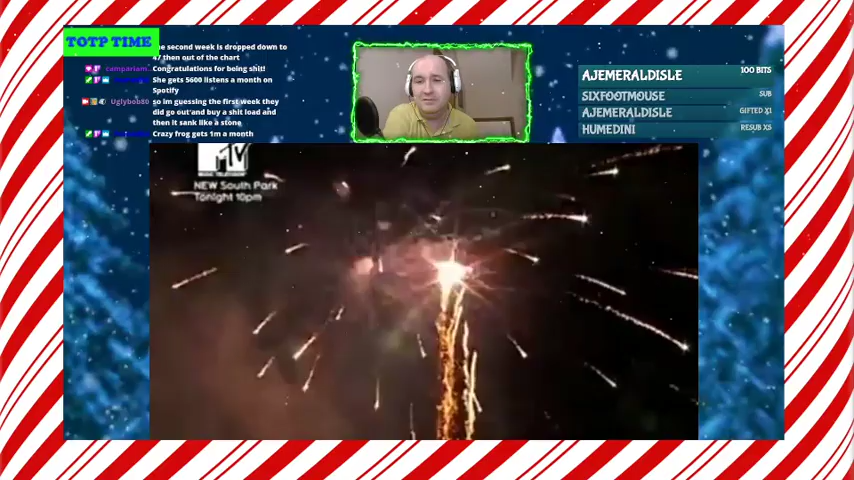 TOTP TIME
he second week is dropped down to
47 then out of the chart
campariam: Congratulations for being shit!
She gets 5600 listens a month on
Spotify
Uglybob80: so im guessing the first week they
did go out and buy a shit load and
then it sank like a stone
Crazy frog gets 1m a month
AJEMERALDISLE 100 BITS
SIXFOOTMOUSE SUB
AJEMERALDISLE GIFTED X1
HUMEDINI RESUB X5
MTV
MUSIC TELEVISION
NEW South Park
Tonight 10pm